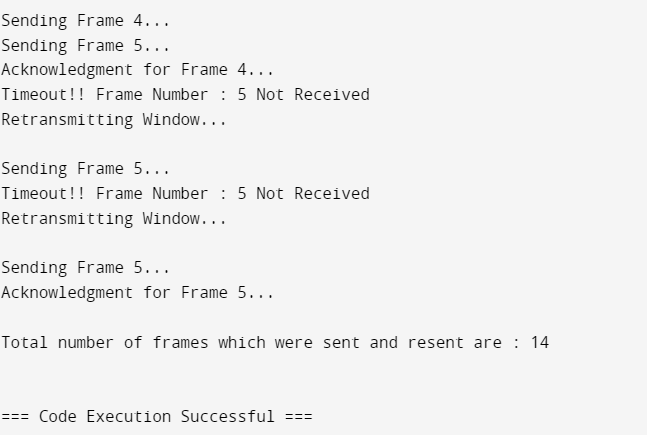 Sending Frame 4...
Sending Frame 5...
Acknowledgment for Frame 4...
Timeout!! Frame Number : 5 Not Received
Retransmitting Window...
Sending Frame 5...
Timeout!! Frame Number : 5 Not Received
Retransmitting Window...
Sending Frame 5...
Acknowledgment for Frame 5...
Total number of frames which were sent and resent are : 14
=== Code Execution Successful ===